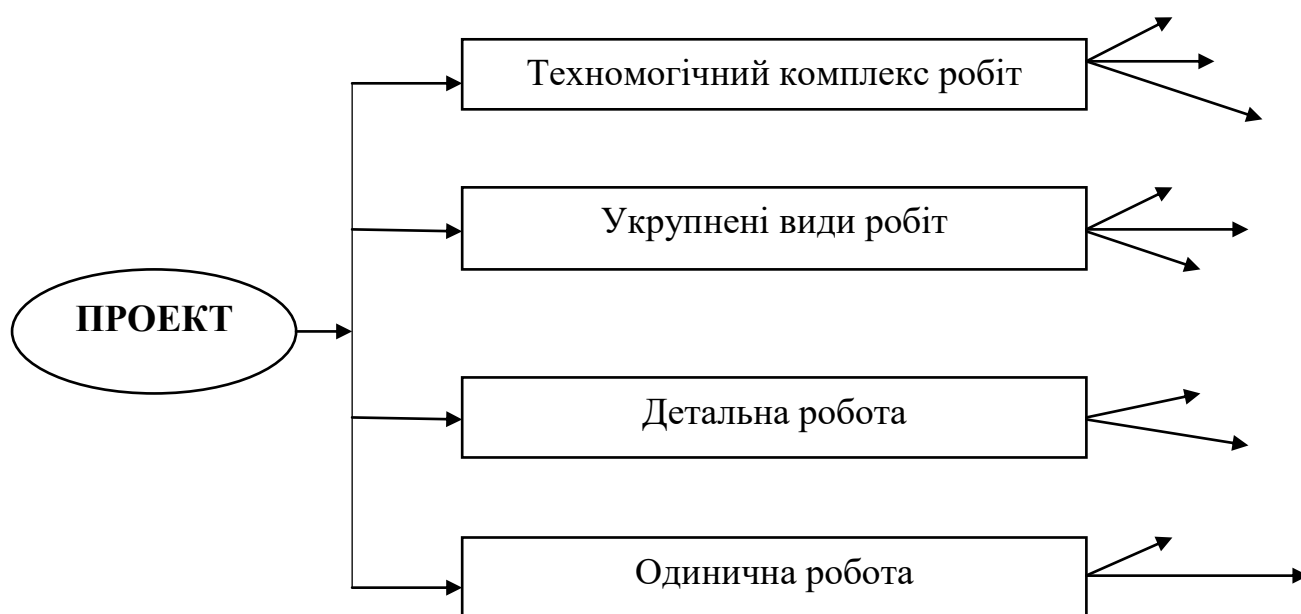 Техномогічний комплекс робіт
Укрупнені види робіт
ПРОЕКТ
Детальна робота
Одинична робота